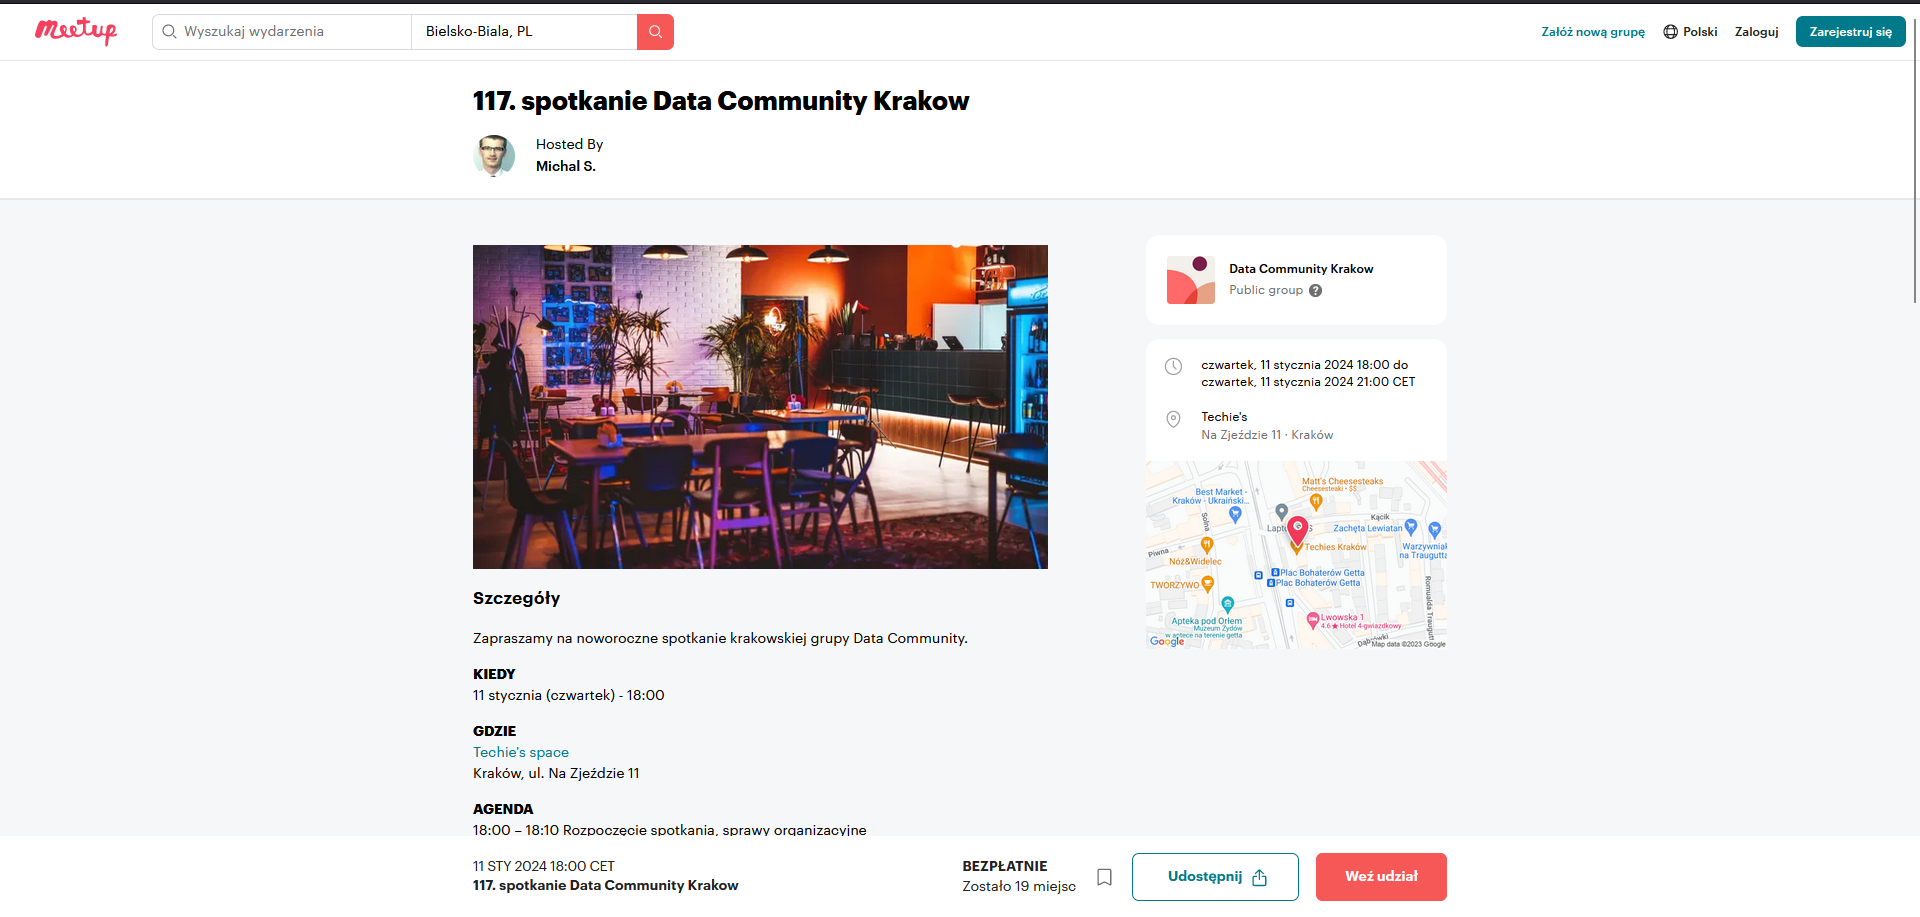 Meetup
Wyszukaj wydarzenia
Bielsko-Biala, PL
Załóż nową grupę
Polski
Zaloguj
Zarejestruj się
117. spotkanie Data Community Krakow
Hosted By
Michal S.
Data Community Krakow
Public group
czwartek, 11 stycznia 2024 18:00 do
czwartek, 11 stycznia 2024 21:00 CET
Techie's
Na Zjeździe 11 · Kraków
Matt's Cheesesteaks
Cheesesteaki · $$
Best Market -
Kraków - Ukraiński...
Solna
Kącik
Zachęta Lewiatan
Piwna
Techies Kraków
Warzywniak
na Traugutta
Nóż&Widelec
Plac Bohaterów Getta
Plac Bohaterów Getta
TWORZYWO
Romualda Traugutt
Apteka pod Orłem
Muzeum Żydów
w aptece na terenie getta
Lwowska 1
4.6 ★ Hotel 4-gwiazdkowy
Dąbrówki
Google
Map data ©2023 Google
Szczegóły
Zapraszamy na noworoczne spotkanie krakowskiej grupy Data Community.
KIEDY
11 stycznia (czwartek) - 18:00
GDZIE
Techie's space
Kraków, ul. Na Zjeździe 11
AGENDA
18:00 – 18:10 Rozpoczęcie spotkania, sprawy organizacyjne
11 STY 2024 18:00 CET
117. spotkanie Data Community Krakow
BEZPŁATNIE
Zostało 19 miejsc
Udostępnij
Weź udział